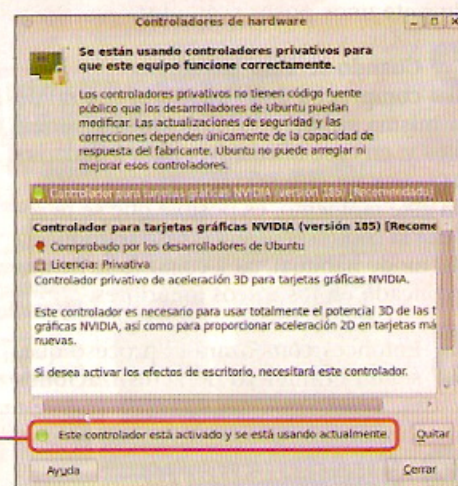 Controladores de hardware
Se están usando controladores privativos para
que este equipo funcione correctamente.
Los controladores privativos no tienen código fuente
público que los desarrolladores de Ubuntu puedan
modificar. Las actualizaciones de seguridad y las
correcciones dependen únicamente de la capacidad de
respuesta del fabricante. Ubuntu no puede arreglar ni
mejorar esos controladores.
Controlador para tarjetas gráficas NVIDIA (versión 185) [Recomendado]
Controlador para tarjetas gráficas NVIDIA (versión 185) [Recome
Comprobado por los desarrolladores de Ubuntu
Licencia: Privativa
Controlador privativo de aceleración 3D para tarjetas gráficas NVIDIA.
Este controlador es necesario para usar totalmente el potencial 3D de las t
gráficas NVIDIA, así como para proporcionar aceleración 2D en tarjetas má
nuevas.
Si desea activar los efectos de escritorio, necesitará este controlador.
Este controlador está activado y se está usando actualmente.
Quitar
Ayuda
Cerrar